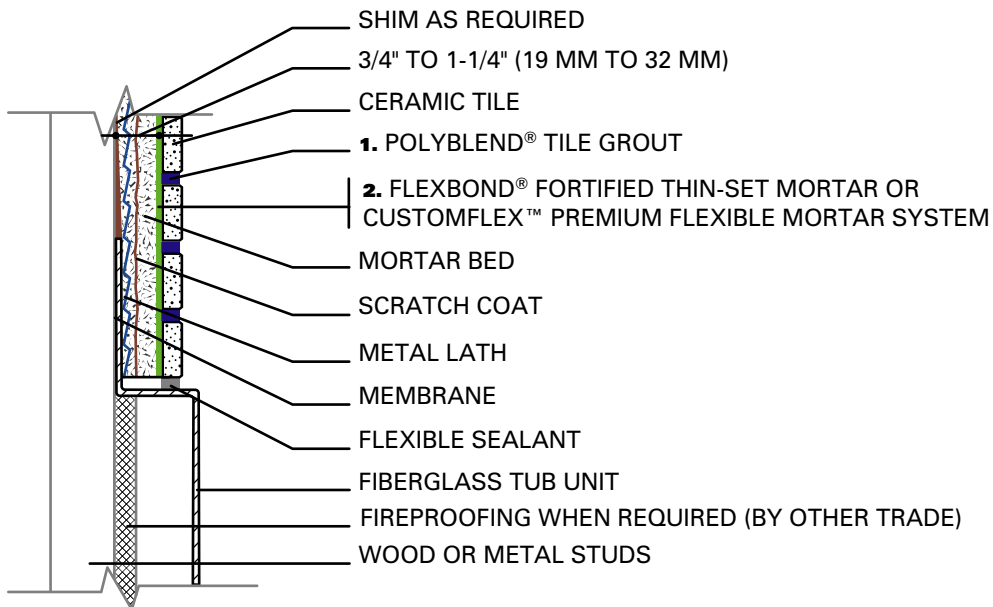 SHIM AS REQUIRED
3/4" TO 1-1/4" (19 MM TO 32 MM)
CERAMIC TILE
1. POLYBLEND® TILE GROUT
2. FLEXBOND® FORTIFIED THIN-SET MORTAR OR
CUSTOMFLEX™ PREMIUM FLEXIBLE MORTAR SYSTEM
MORTAR BED
SCRATCH COAT
METAL LATH
MEMBRANE
FLEXIBLE SEALANT
FIBERGLASS TUB UNIT
FIREPROOFING WHEN REQUIRED (BY OTHER TRADE)
WOOD OR METAL STUDS